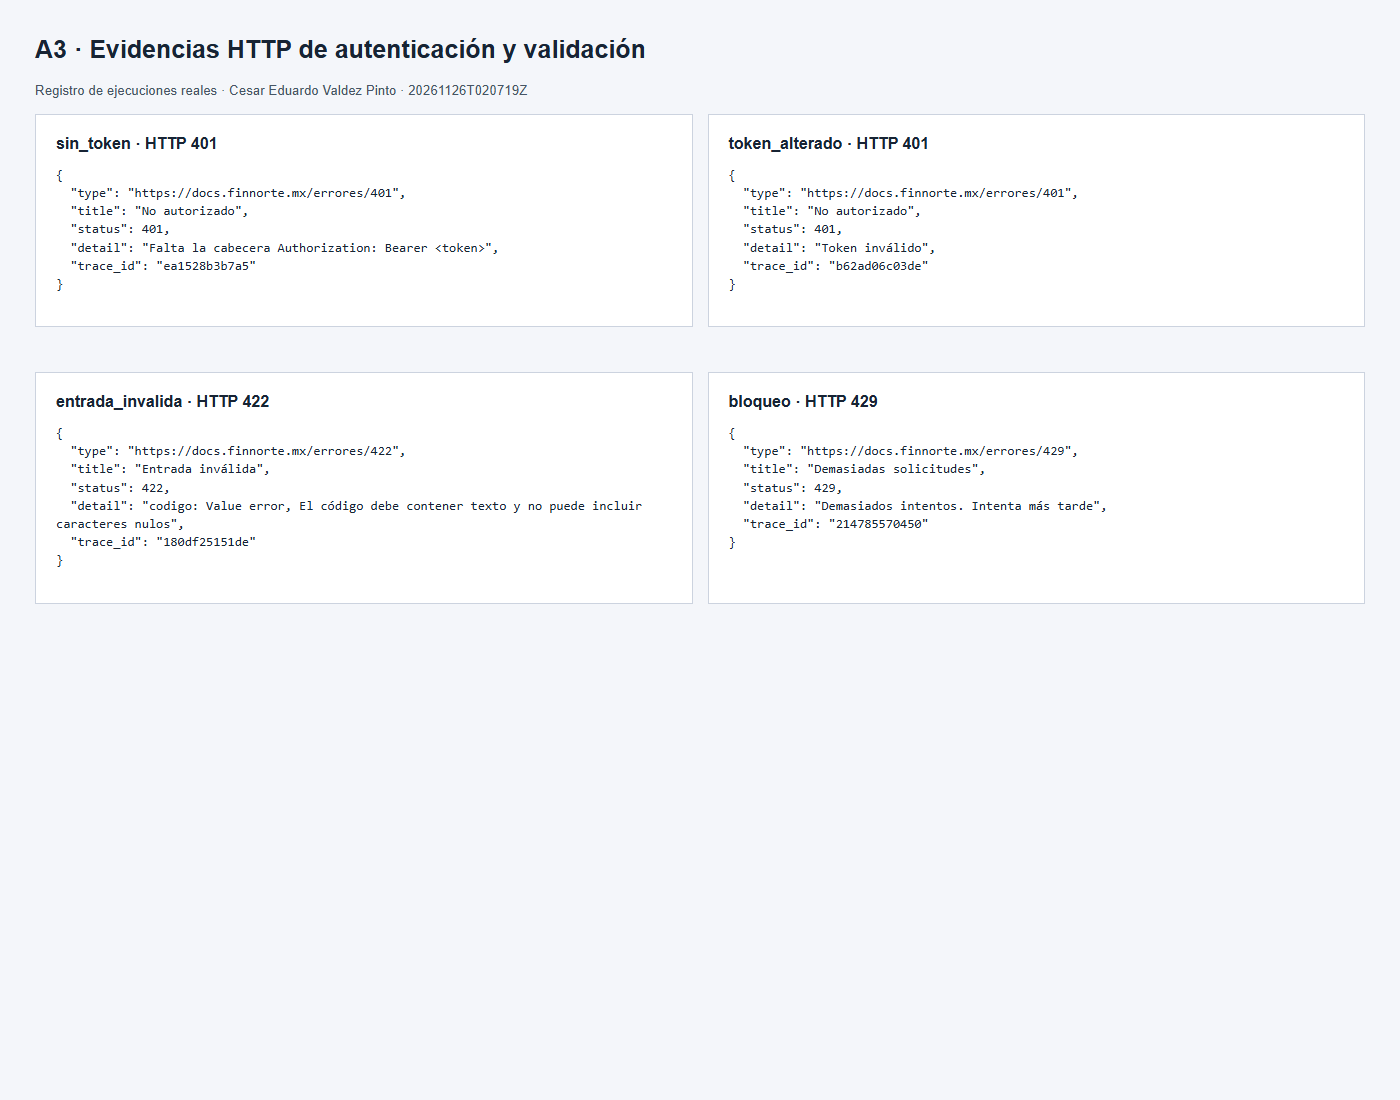 A3 · Evidencias HTTP de autenticación y validación
Registro de ejecuciones reales · Cesar Eduardo Valdez Pinto · 20261126T020719Z
sin_token · HTTP 401
{
  "type": "https://docs.finnorte.mx/errores/401",
  "title": "No autorizado",
  "status": 401,
  "detail": "Falta la cabecera Authorization: Bearer <token>",
  "trace_id": "ea1528b3b7a5"
}
token_alterado · HTTP 401
{
  "type": "https://docs.finnorte.mx/errores/401",
  "title": "No autorizado",
  "status": 401,
  "detail": "Token inválido",
  "trace_id": "b62ad06c03de"
}
entrada_invalida · HTTP 422
{
  "type": "https://docs.finnorte.mx/errores/422",
  "title": "Entrada inválida",
  "status": 422,
  "detail": "codigo: Value error, El código debe contener texto y no puede incluir
caracteres nulos",
  "trace_id": "180df25151de"
}
bloqueo · HTTP 429
{
  "type": "https://docs.finnorte.mx/errores/429",
  "title": "Demasiadas solicitudes",
  "status": 429,
  "detail": "Demasiados intentos. Intenta más tarde",
  "trace_id": "214785570450"
}